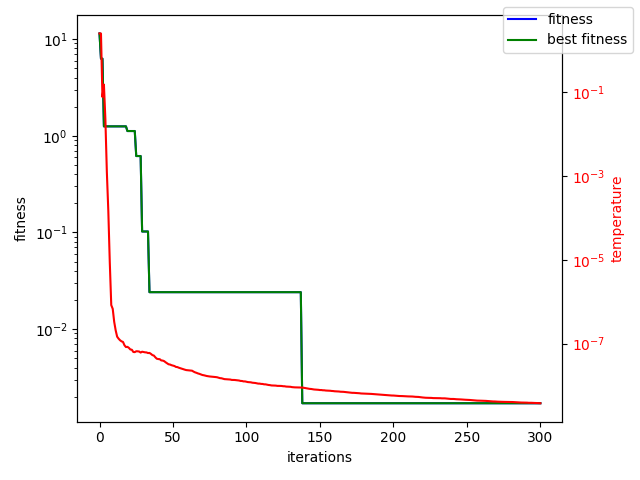 fitness
best fitness
10¹
10⁰
10⁻¹
10⁻²
fitness
10⁻¹
10⁻³
10⁻⁵
10⁻⁷
temperature
0 50 100 150 200 250 300
iterations